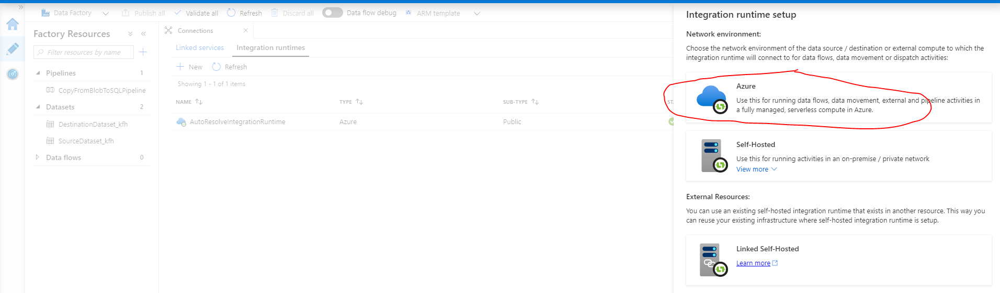 Data Factory
Publish all
Validate all
Refresh
Discard all
Data flow debug
ARM template
Factory Resources
Filter resources by name
Pipelines 1
CopyFromBlobToSQLPipeline
Datasets 2
DestinationDataset_kfh
SourceDataset_kfh
Data flows 0
Connections
Linked services
Integration runtimes
New
Refresh
Showing 1 - 1 of 1 items
NAME TYPE SUB-TYPE STA
AutoResolveIntegrationRuntime Azure Public
Integration runtime setup
Network environment:
Choose the network environment of the data source / destination or external compute to which the
integration runtime will connect to for data flows, data movement or dispatch activities:
Azure
Use this for running data flows, data movement, external and pipeline activities in
a fully managed, serverless compute in Azure.
Self-Hosted
Use this for running activities in an on-premise / private network
View more
External Resources:
You can use an existing self-hosted integration runtime that exists in another resource. This way you
can reuse your existing infrastructure where self-hosted integration runtime is setup.
Linked Self-Hosted
Learn more